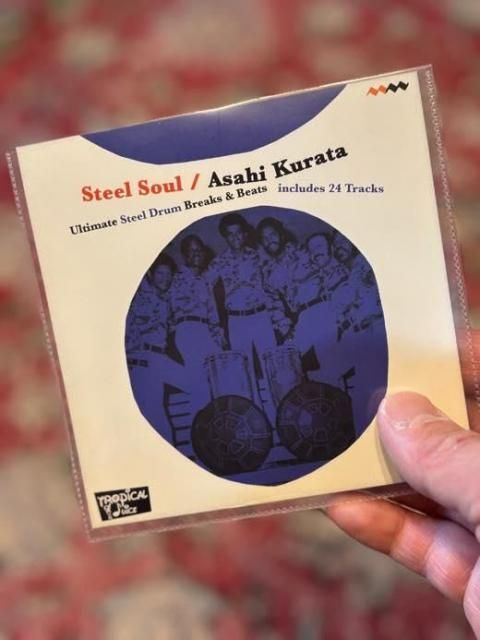 Steel Soul / Asahi Kurata
Ultimate Steel Drum Breaks & Beats includes 24 Tracks
TROPICAL